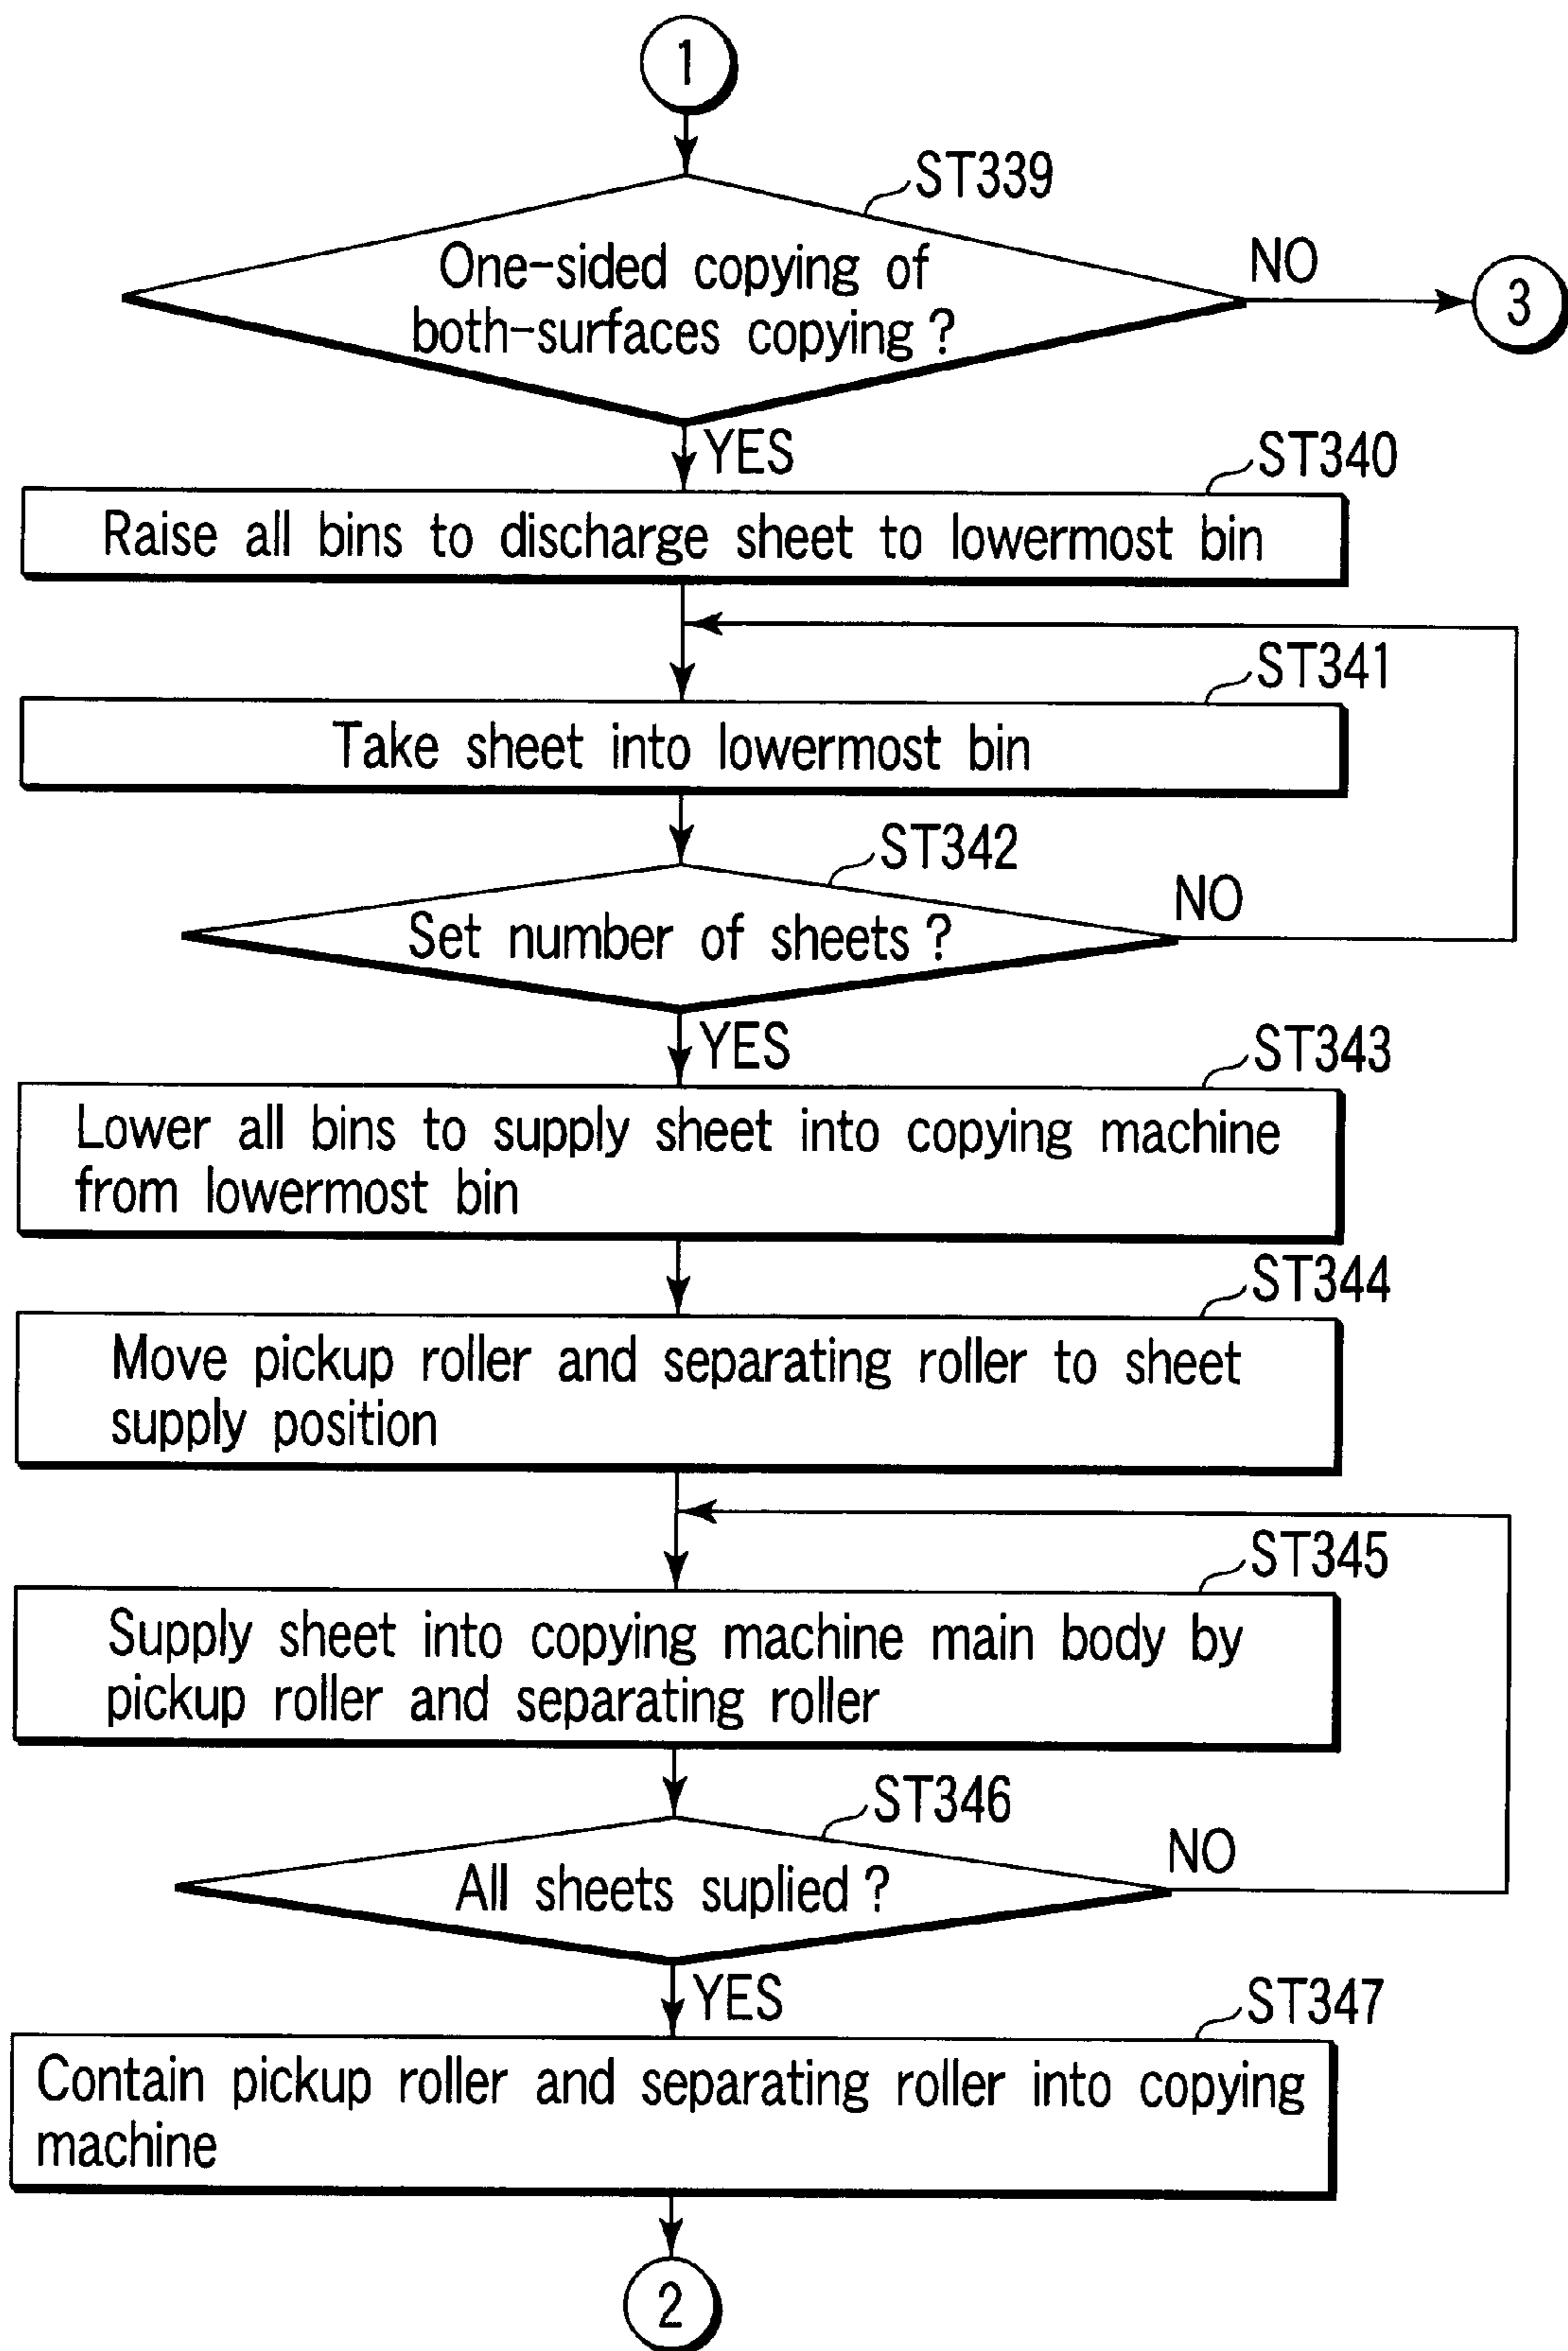 1
ST339
One-sided copying of
both-surfaces copying ?
NO
3
YES
ST340
Raise all bins to discharge sheet to lowermost bin
ST341
Take sheet into lowermost bin
ST342
Set number of sheets ?
NO
YES
ST343
Lower all bins to supply sheet into copying machine
from lowermost bin
ST344
Move pickup roller and separating roller to sheet
supply position
ST345
Supply sheet into copying machine main body by
pickup roller and separating roller
ST346
All sheets suplied ?
NO
YES
ST347
Contain pickup roller and separating roller into copying
machine
2